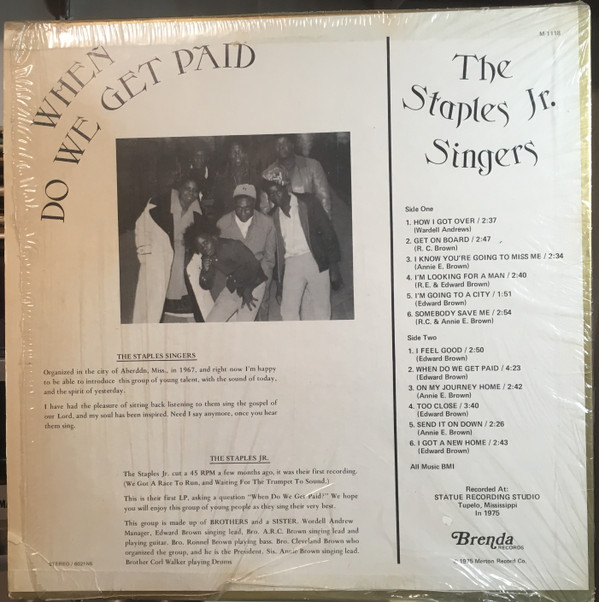 WHEN
DO WE GET PAID
M 1118
The
Staples Jr.
Singers
Side One
1. HOW I GOT OVER / 2:37
(Wardell Andrews)
2. GET ON BOARD / 2:47
(R. C. Brown)
3. I KNOW YOU'RE GOING TO MISS ME / 2:34
(Annie E. Brown)
4. I'M LOOKING FOR A MAN / 2:40
(R.E. & Edward Brown)
5. I'M GOING TO A CITY / 1:51
(Edward Brown)
6. SOMEBODY SAVE ME / 2:54
(R.C. & Annie E. Brown)
Side Two
1. I FEEL GOOD / 2:50
(Edward Brown)
2. WHEN DO WE GET PAID / 4:23
(Edward Brown)
3. ON MY JOURNEY HOME / 2:42
(Annie E. Brown)
4. TOO CLOSE / 3:40
(Edward Brown)
5. SEND IT ON DOWN / 2:26
(Annie E. Brown)
6. I GOT A NEW HOME / 2:43
(Edward Brown)
All Music BMI
Recorded At:
STATUE RECORDING STUDIO
Tupelo, Mississippi
In 1975
Brenda
RECORDS
© 1975 Messen Record Co.
THE STAPLES SINGERS
Organized in the city of Aberddn, Miss., in 1967, and right now I'm happy
to be able to introduce this group of young talent, with the sound of today,
and the spirit of yesterday.
I have had the pleasure of sitting back listening to them sing the gospel of
our Lord, and my soul has been inspired. Need I say anymore, once you hear
them sing.
THE STAPLES JR.
The Staples Jr. cut a 45 RPM a few months ago, it was their first recording.
(We Got A Race To Run, and Waiting For The Trumpet To Sound.)
This is their first LP, asking a question "When Do We Get Paid?" We hope
you will enjoy this group of young people as they sing their very best.
This group is made up of BROTHERS and a SISTER. Wordell Andrew
Manager, Edward Brown singing lead. Bro. A.R.C. Brown singing lead and
playing guitar. Bro. Ronnel Brown playing bass. Bro. Cleveland Brown who
organized the group, and he is the President. Sis. Annie Brown singing lead.
Brother Corl Walker playing Drums
STEREO /